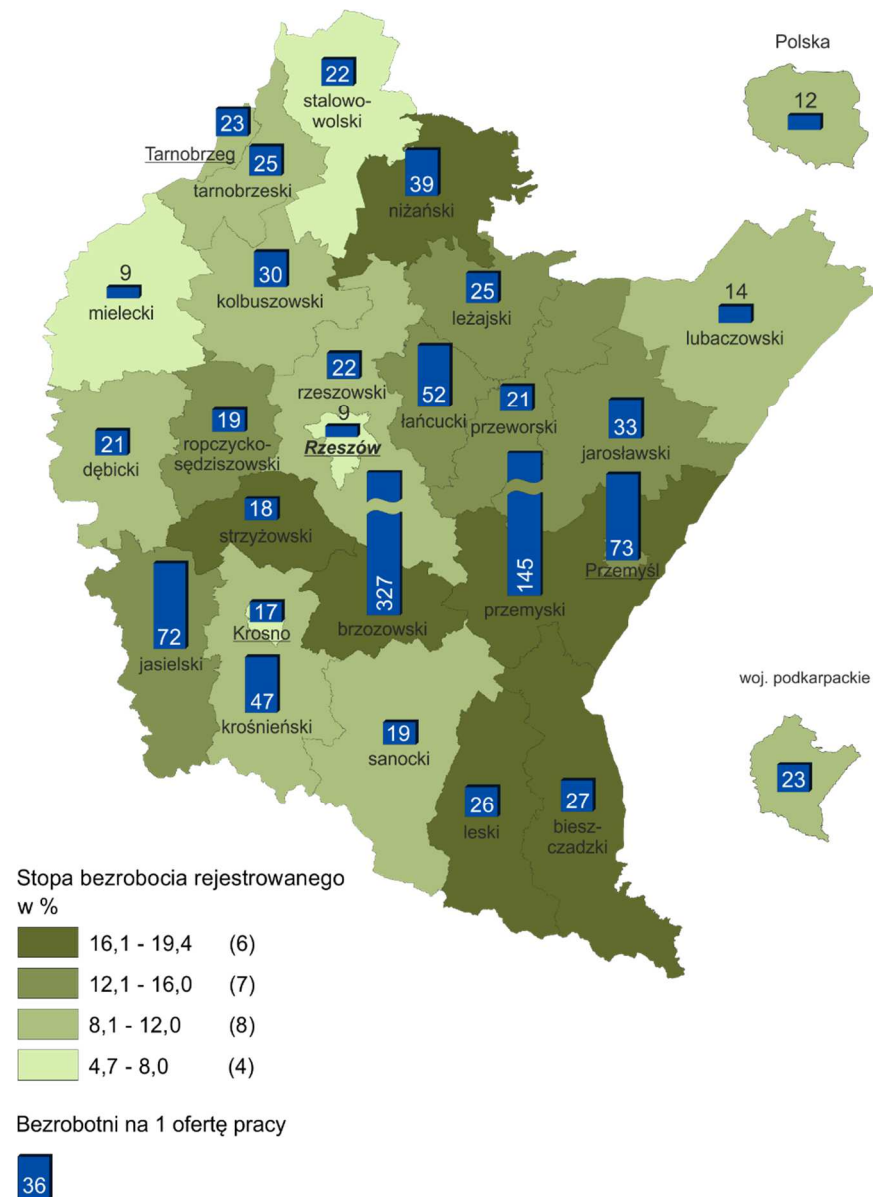 Polska
12
22
stalowo-
wolski
23
Tarnobrzeg
25
tarnobrzeski
39
niżański
9
mielecki
30
kolbuszowski
25
leżajski
14
lubaczowski
22
rzeszowski
9
Rzeszów
52
łańcucki
21
przeworski
33
jarosławski
21
dębicki
19
ropczycko-
sędziszowski
18
strzyżowski
327
brzozowski
145
przemyski
73
Przemyśl
72
jasielski
17
Krosno
47
krośnieński
19
sanocki
26
leski
27
biesz-
czadzki
woj. podkarpackie
23
Stopa bezrobocia rejestrowanego
w %
16,1 - 19,4 (6)
12,1 - 16,0 (7)
8,1 - 12,0 (8)
4,7 - 8,0 (4)
Bezrobotni na 1 ofertę pracy
36